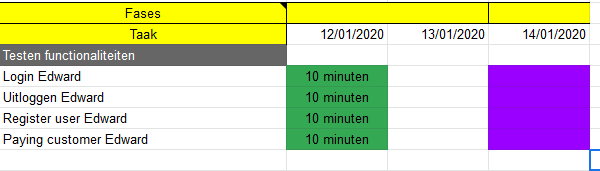 Fases
Taak 12/01/2020 13/01/2020 14/01/2020
Testen functionaliteiten
Login Edward 10 minuten
Uitloggen Edward 10 minuten
Register user Edward 10 minuten
Paying customer Edward 10 minuten